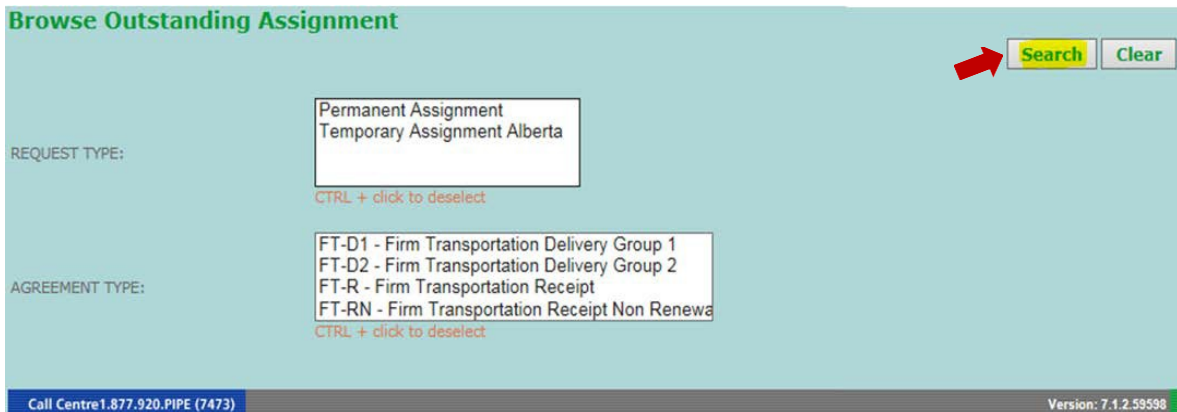 Browse Outstanding Assignment
Search Clear
REQUEST TYPE:
Permanent Assignment
Temporary Assignment Alberta
CTRL + click to deselect
AGREEMENT TYPE:
FT-D1 - Firm Transportation Delivery Group 1
FT-D2 - Firm Transportation Delivery Group 2
FT-R - Firm Transportation Receipt
FT-RN - Firm Transportation Receipt Non Renewa
CTRL + click to deselect
Call Centre1.877.920.PIPE (7473) Version: 7.1.2.59598